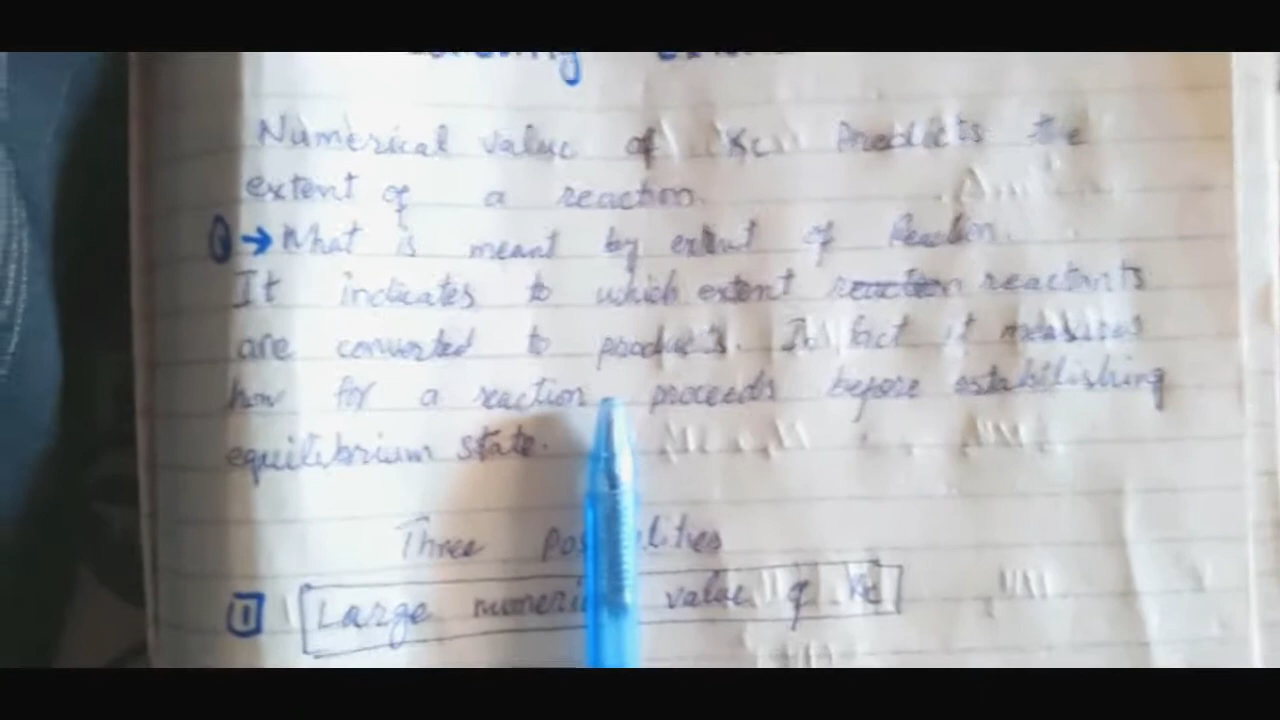 Numerical value of Kc Predicts the
extent of a reaction.
What is meant by extent of Reaction.
It indicates to which extent reaction reactants
are converted to products. In fact it measures
how far a reaction proceeds before establilishing
equilibrium state.
Three
1 Large value of Kc